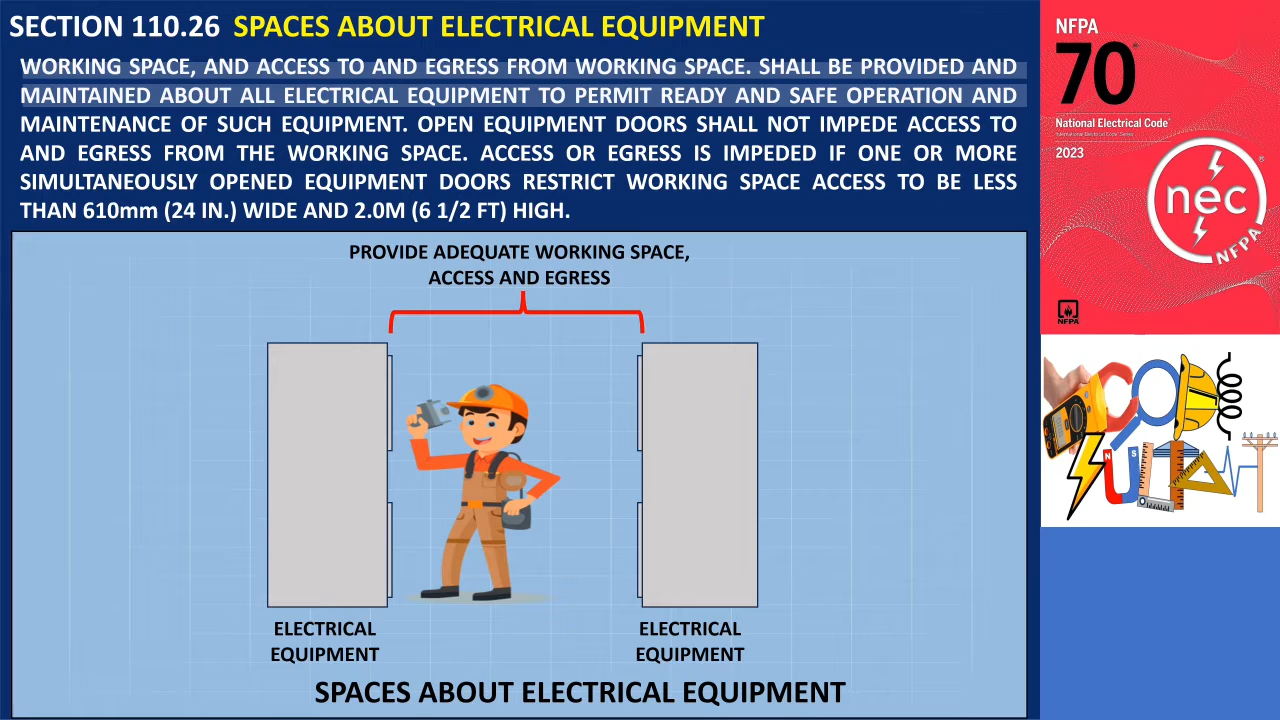 SECTION 110.26 SPACES ABOUT ELECTRICAL EQUIPMENT
WORKING SPACE, AND ACCESS TO AND EGRESS FROM WORKING SPACE. SHALL BE PROVIDED AND
MAINTAINED ABOUT ALL ELECTRICAL EQUIPMENT TO PERMIT READY AND SAFE OPERATION AND
MAINTENANCE OF SUCH EQUIPMENT. OPEN EQUIPMENT DOORS SHALL NOT IMPEDE ACCESS TO
AND EGRESS FROM THE WORKING SPACE. ACCESS OR EGRESS IS IMPEDED IF ONE OR MORE
SIMULTANEOUSLY OPENED EQUIPMENT DOORS RESTRICT WORKING SPACE ACCESS TO BE LESS
THAN 610mm (24 IN.) WIDE AND 2.0M (6 1/2 FT) HIGH.
PROVIDE ADEQUATE WORKING SPACE,
ACCESS AND EGRESS
ELECTRICAL
EQUIPMENT
ELECTRICAL
EQUIPMENT
SPACES ABOUT ELECTRICAL EQUIPMENT
NFPA
70®
National Electrical Code®
International Electrical Code® Series
2023
nec®
NFPA
NFPA
N S